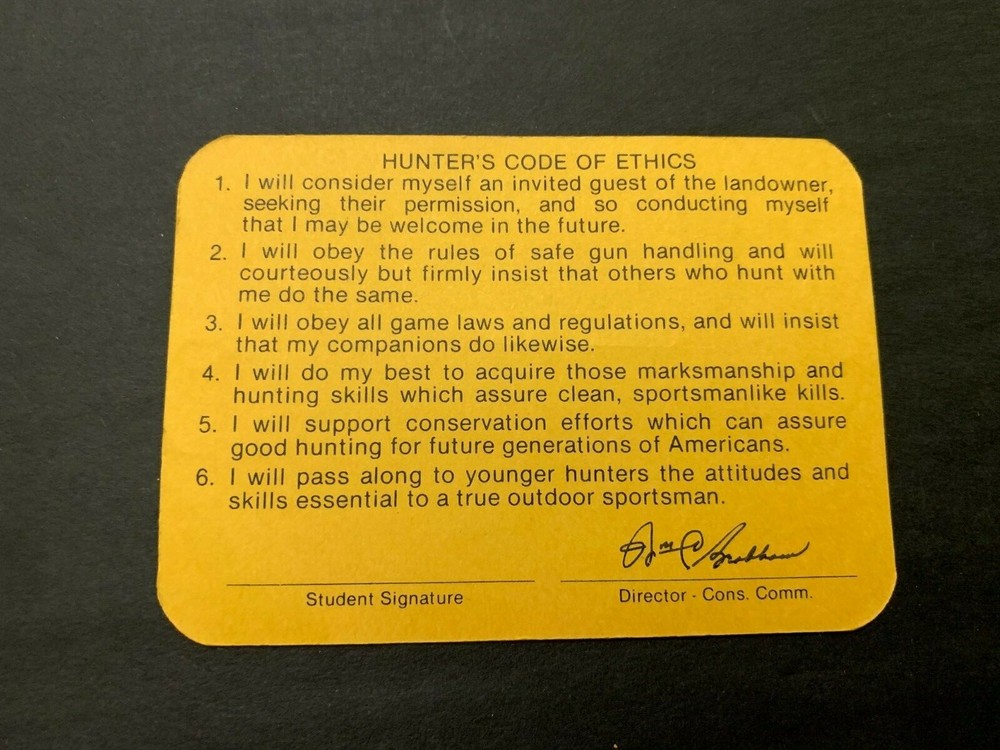 HUNTER'S CODE OF ETHICS
1. I will consider myself an invited guest of the landowner,
seeking their permission, and so conducting myself
that I may be welcome in the future.
2. I will obey the rules of safe gun handling and will
courteously but firmly insist that others who hunt with
me do the same.
3. I will obey all game laws and regulations, and will insist
that my companions do likewise.
4. I will do my best to acquire those marksmanship and
hunting skills which assure clean, sportsmanlike kills.
5. I will support conservation efforts which can assure
good hunting for future generations of Americans.
6. I will pass along to younger hunters the attitudes and
skills essential to a true outdoor sportsman.
Student Signature
Director - Cons. Comm.